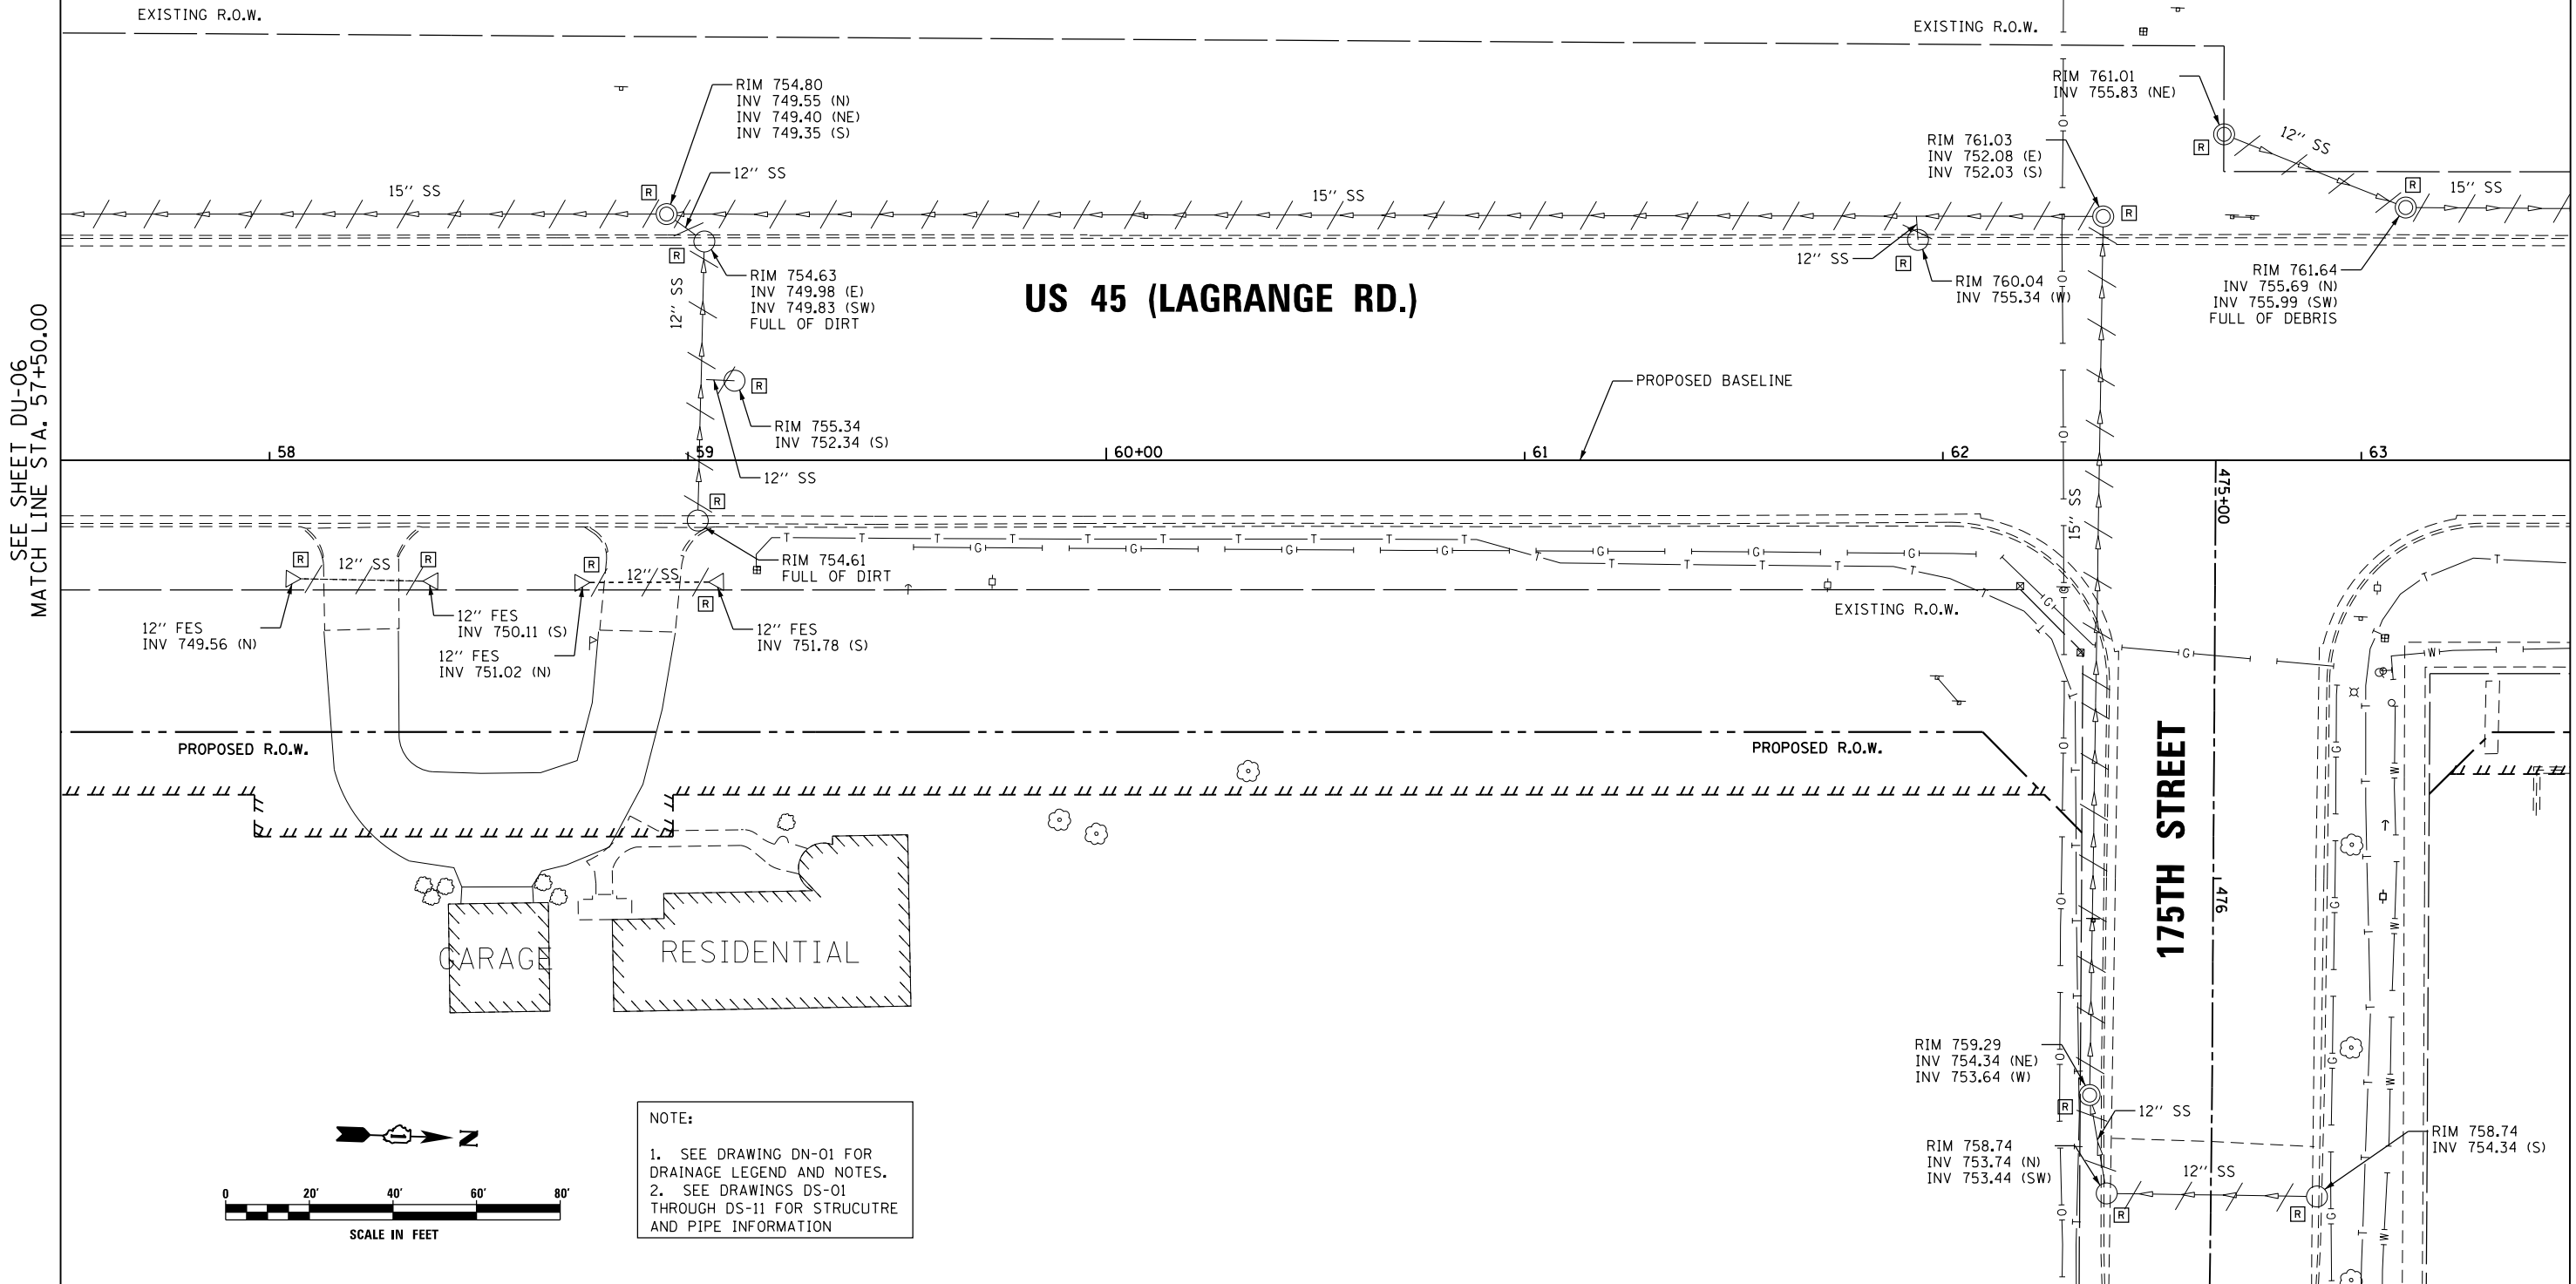 EXISTING R.O.W.
EXISTING R.O.W.
RIM 754.80
INV 749.55 (N)
INV 749.40 (NE)
INV 749.35 (S)
12" SS
15" SS
R
R
15" SS
RIM 761.01
INV 755.83 (NE)
R
12" SS
RIM 761.03
INV 752.08 (E)
INV 752.03 (S)
R
R
15" SS
RIM 754.63
INV 749.98 (E)
INV 749.83 (SW)
FULL OF DIRT
12" SS
US 45 (LAGRANGE RD.)
12" SS
R
RIM 760.04
INV 755.34 (W)
RIM 761.64
INV 755.69 (N)
INV 755.99 (SW)
FULL OF DEBRIS
SEE SHEET DU-06
MATCH LINE STA. 57+50.00
R
RIM 755.34
INV 752.34 (S)
PROPOSED BASELINE
58
59
60+00
61
62
63
12" SS
R
475+00
15" SS
RIM 754.61
FULL OF DIRT
R
12" SS
R
R
12" SS
R
12" FES
INV 749.56 (N)
12" FES
INV 750.11 (S)
12" FES
INV 751.02 (N)
12" FES
INV 751.78 (S)
EXISTING R.O.W.
PROPOSED R.O.W.
PROPOSED R.O.W.
175TH STREET
476
GARAGE
RESIDENTIAL
RIM 759.29
INV 754.34 (NE)
INV 753.64 (W)
R
12" SS
RIM 758.74
INV 753.74 (N)
INV 753.44 (SW)
R
12" SS
R
RIM 758.74
INV 754.34 (S)
N
0 20' 40' 60' 80'
SCALE IN FEET
NOTE:
1. SEE DRAWING DN-01 FOR
DRAINAGE LEGEND AND NOTES.
2. SEE DRAWINGS DS-01
THROUGH DS-11 FOR STRUCUTRE
AND PIPE INFORMATION